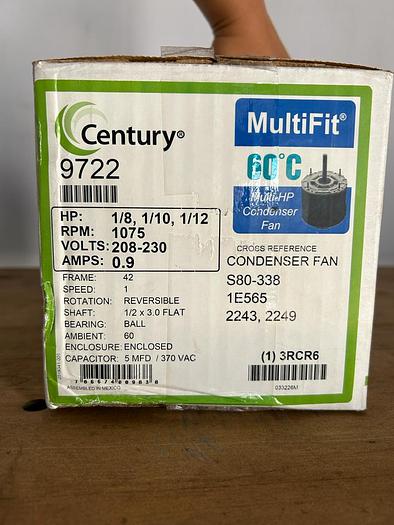 Century®
9722
HP: 1/8, 1/10, 1/12
RPM: 1075
VOLTS: 208-230
AMPS: 0.9
FRAME: 42
SPEED: 1
ROTATION: REVERSIBLE
SHAFT: 1/2 x 3.0 FLAT
BEARING: BALL
AMBIENT: 60
ENCLOSURE: ENCLOSED
CAPACITOR: 5 MFD / 370 VAC
ASSEMBLED IN MEXICO
MultiFit®
60°C
Multi-HP
Condenser
Fan
CROSS REFERENCE
CONDENSER FAN
S80-338
1E565
2243, 2249
(1) 3RCR6
033226M